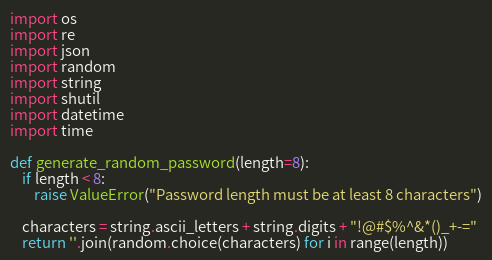 import os
import re
import json
import random
import string
import shutil
import datetime
import time

def generate_random_password(length=8):
    if length < 8:
        raise ValueError("Password length must be at least 8 characters")

    characters = string.ascii_letters + string.digits + "!@#$%^&*()_+-="
    return ''.join(random.choice(characters) for i in range(length))